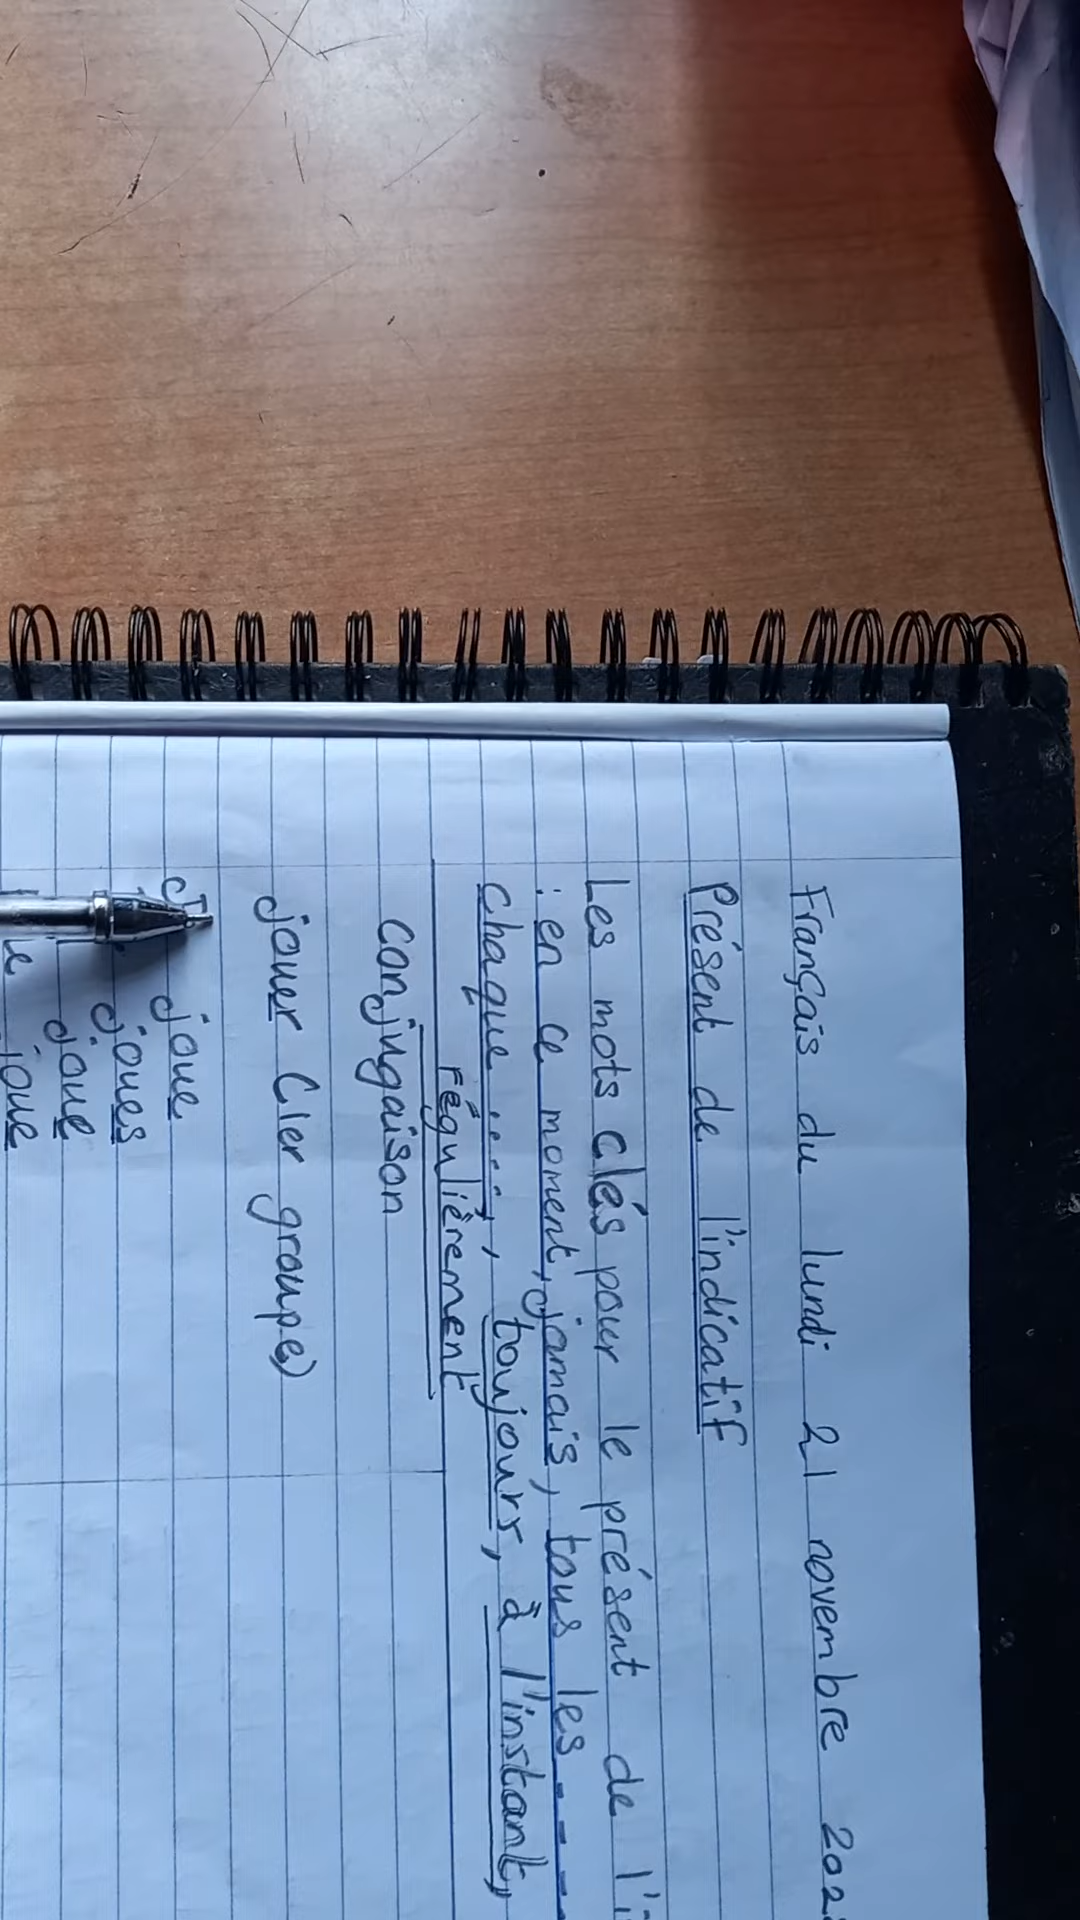 Français du lundi 21 novembre 202
Présent de l'indicatif
Les mots clés pour le présent de l'i
: en ce moment, jamais, tous les -----
chaque ....., toujours, à l'instant,
régulièrement
Conjugaison
jouer (1er groupe)
Je joue
joues
joue
joue